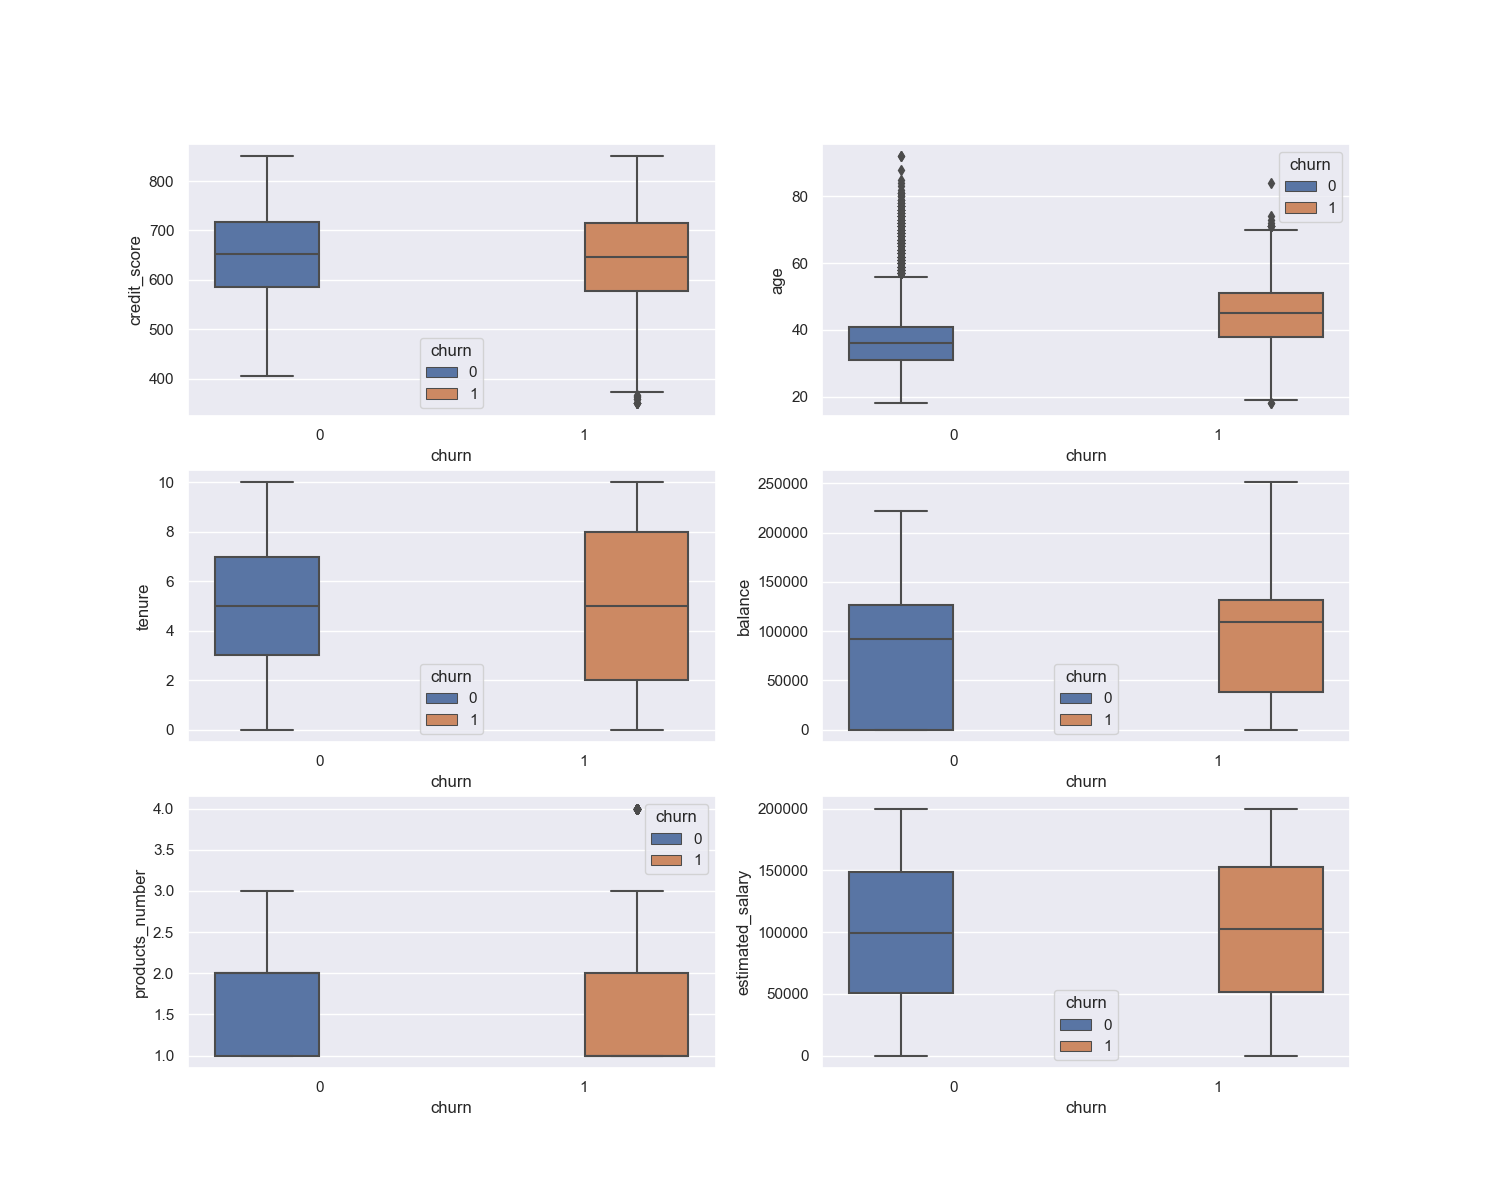 credit_score
800
700
600
500
400
churn
0
1
0 1
churn
age
80
60
40
20
churn
0
1
0 1
churn
tenure
10
8
6
4
2
0
churn
0
1
0 1
churn
balance
250000
200000
150000
100000
50000
0
churn
0
1
0 1
churn
products_number
4.0
3.5
3.0
2.5
2.0
1.5
1.0
churn
0
1
0 1
churn
estimated_salary
200000
150000
100000
50000
0
churn
0
1
0 1
churn